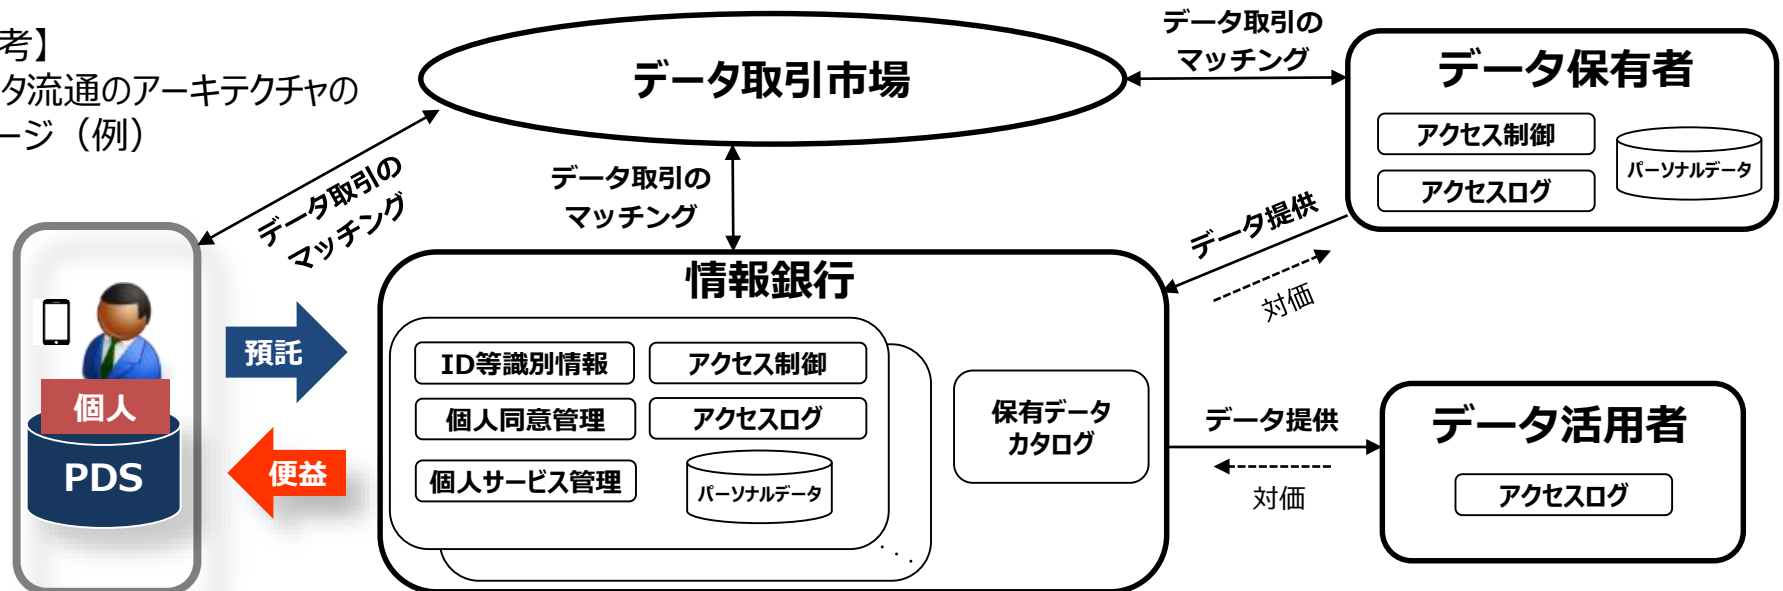 考】
タ流通のアーキテクチャの
ージ（例）
データ取引市場
データ取引の
マッチング
データ保有者
アクセス制御
アクセスログ
パーソナルデータ
データ取引の
マッチング
データ取引の
マッチング
データ提供
対価
情報銀行
ID等識別情報
アクセス制御
個人同意管理
アクセスログ
個人サービス管理
パーソナルデータ
保有データ
カタログ
預託
便益
個人
PDS
データ提供
対価
データ活用者
アクセスログ